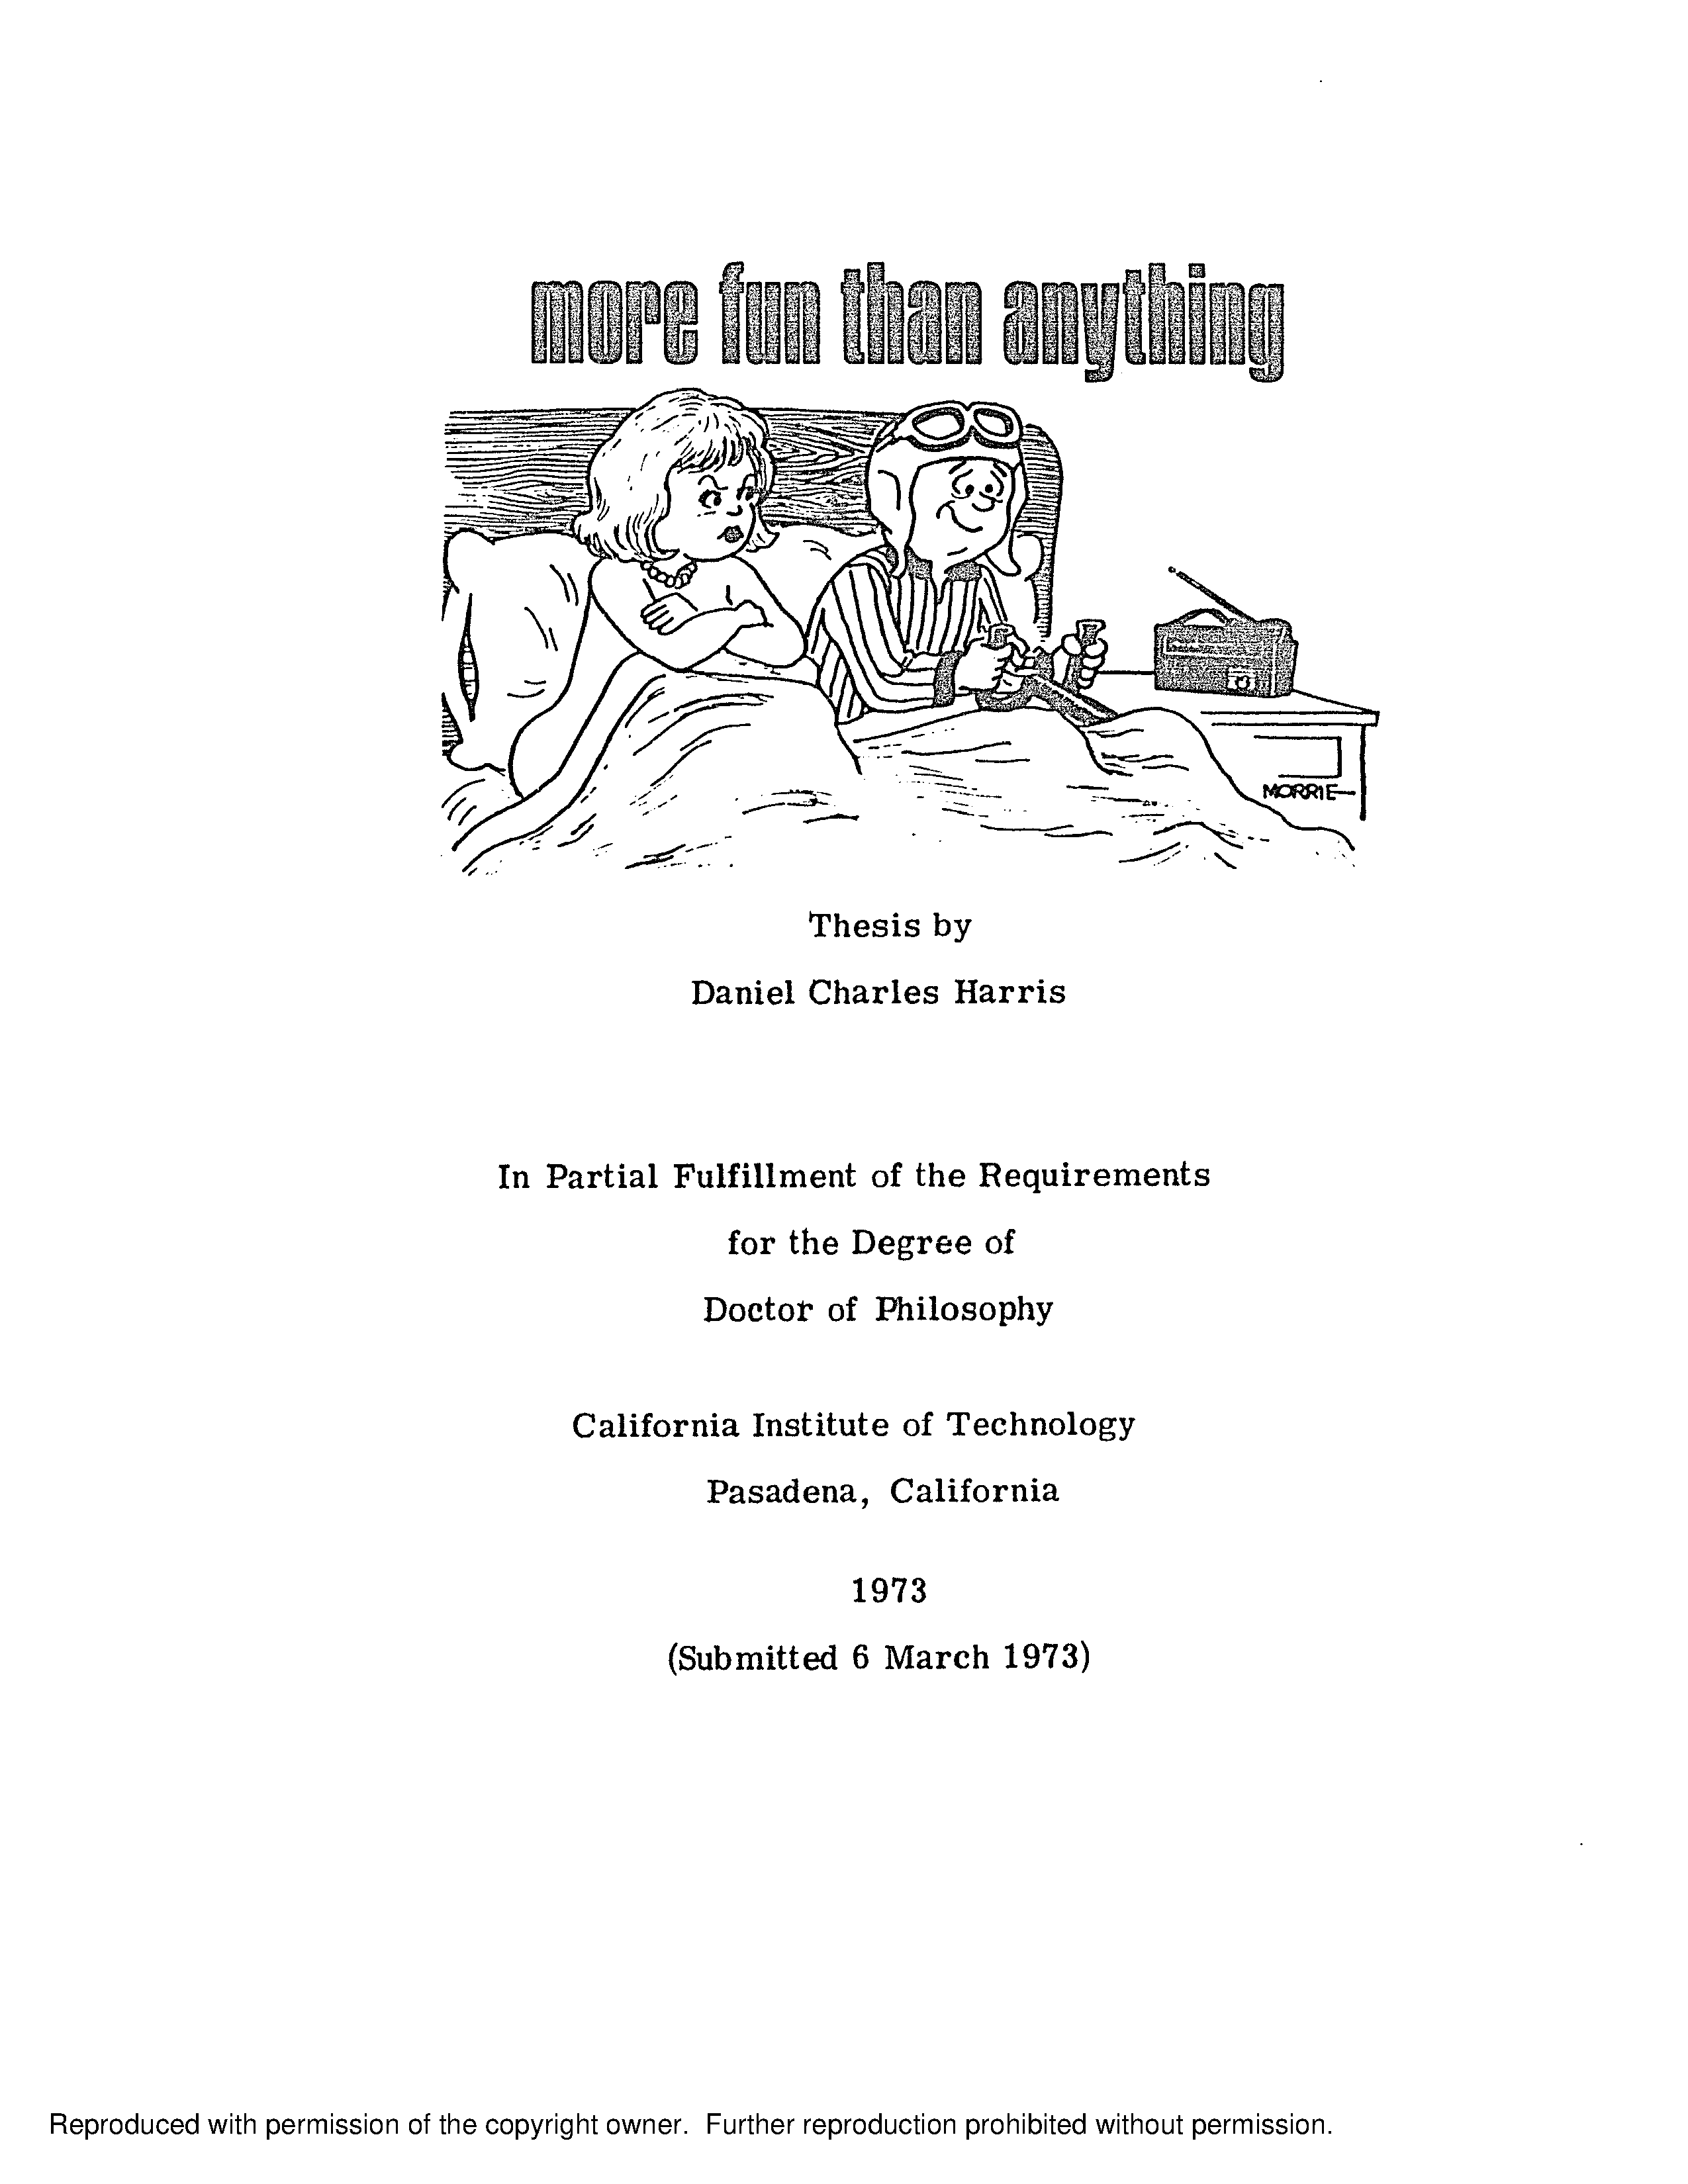 more fun than anything
MORRIE
Thesis by
Daniel Charles Harris
In Partial Fulfillment of the Requirements
for the Degree of
Doctor of Philosophy
California Institute of Technology
Pasadena, California
1973
(Submitted 6 March 1973)
Reproduced with permission of the copyright owner. Further reproduction prohibited without permission.